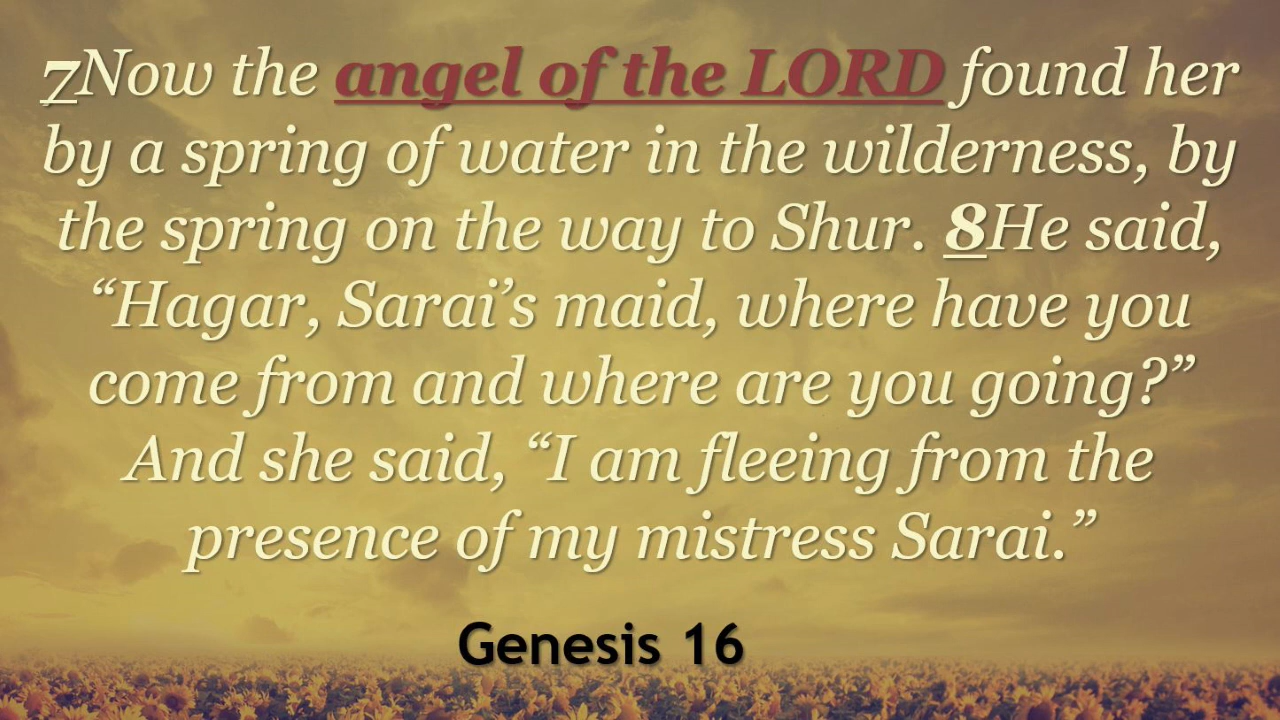 7Now the angel of the LORD found her
by a spring of water in the wilderness, by
the spring on the way to Shur. 8He said,
“Hagar, Saraï’s maid, where have you
come from and where are you going?”
And she said, “I am fleeing from the
presence of my mistress Sarai.”
Genesis 16